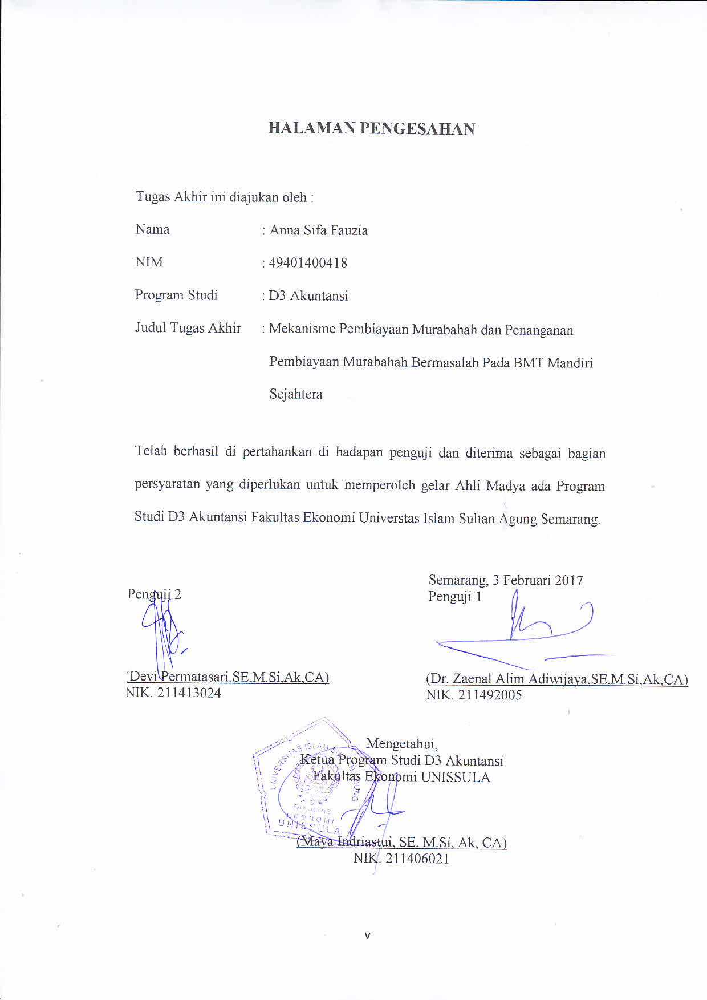 HALAMAN PENGESAHAN
Tugas Akhir ini diajukan oleh :
Nama : Anna Sifa Fauzia
NIM : 49401400418
Program Studi : D3 Akuntansi
Judul Tugas Akhir : Mekanisme Pembiayaan Murabahah dan Penanganan
Pembiayaan Murabahah Bermasalah Pada BMT Mandiri
Sejahtera
Telah berhasil di pertahankan di hadapan penguji dan diterima sebagai bagian
persyaratan yang diperlukan untuk memperoleh gelar Ahli Madya ada Program
Studi D3 Akuntansi Fakultas Ekonomi Universtas Islam Sultan Agung Semarang.
Semarang, 3 Februari 2017
Penguji 2
Penguji 1
Devi Permatasari,SE,M.Si,Ak,CA)
NIK. 211413024
(Dr. Zaenal Alim Adiwijaya,SE,M.Si,Ak,CA)
NIK. 211492005
Mengetahui,
Ketua Program Studi D3 Akuntansi
Fakultas Ekonomi UNISSULA
UNIVERSITAS ISLAM SULTAN AGUNG
FAKULTAS
EKONOMI
UNISSULA
(Maya Indriastui, SE, M.Si, Ak, CA)
NIK. 211406021
v